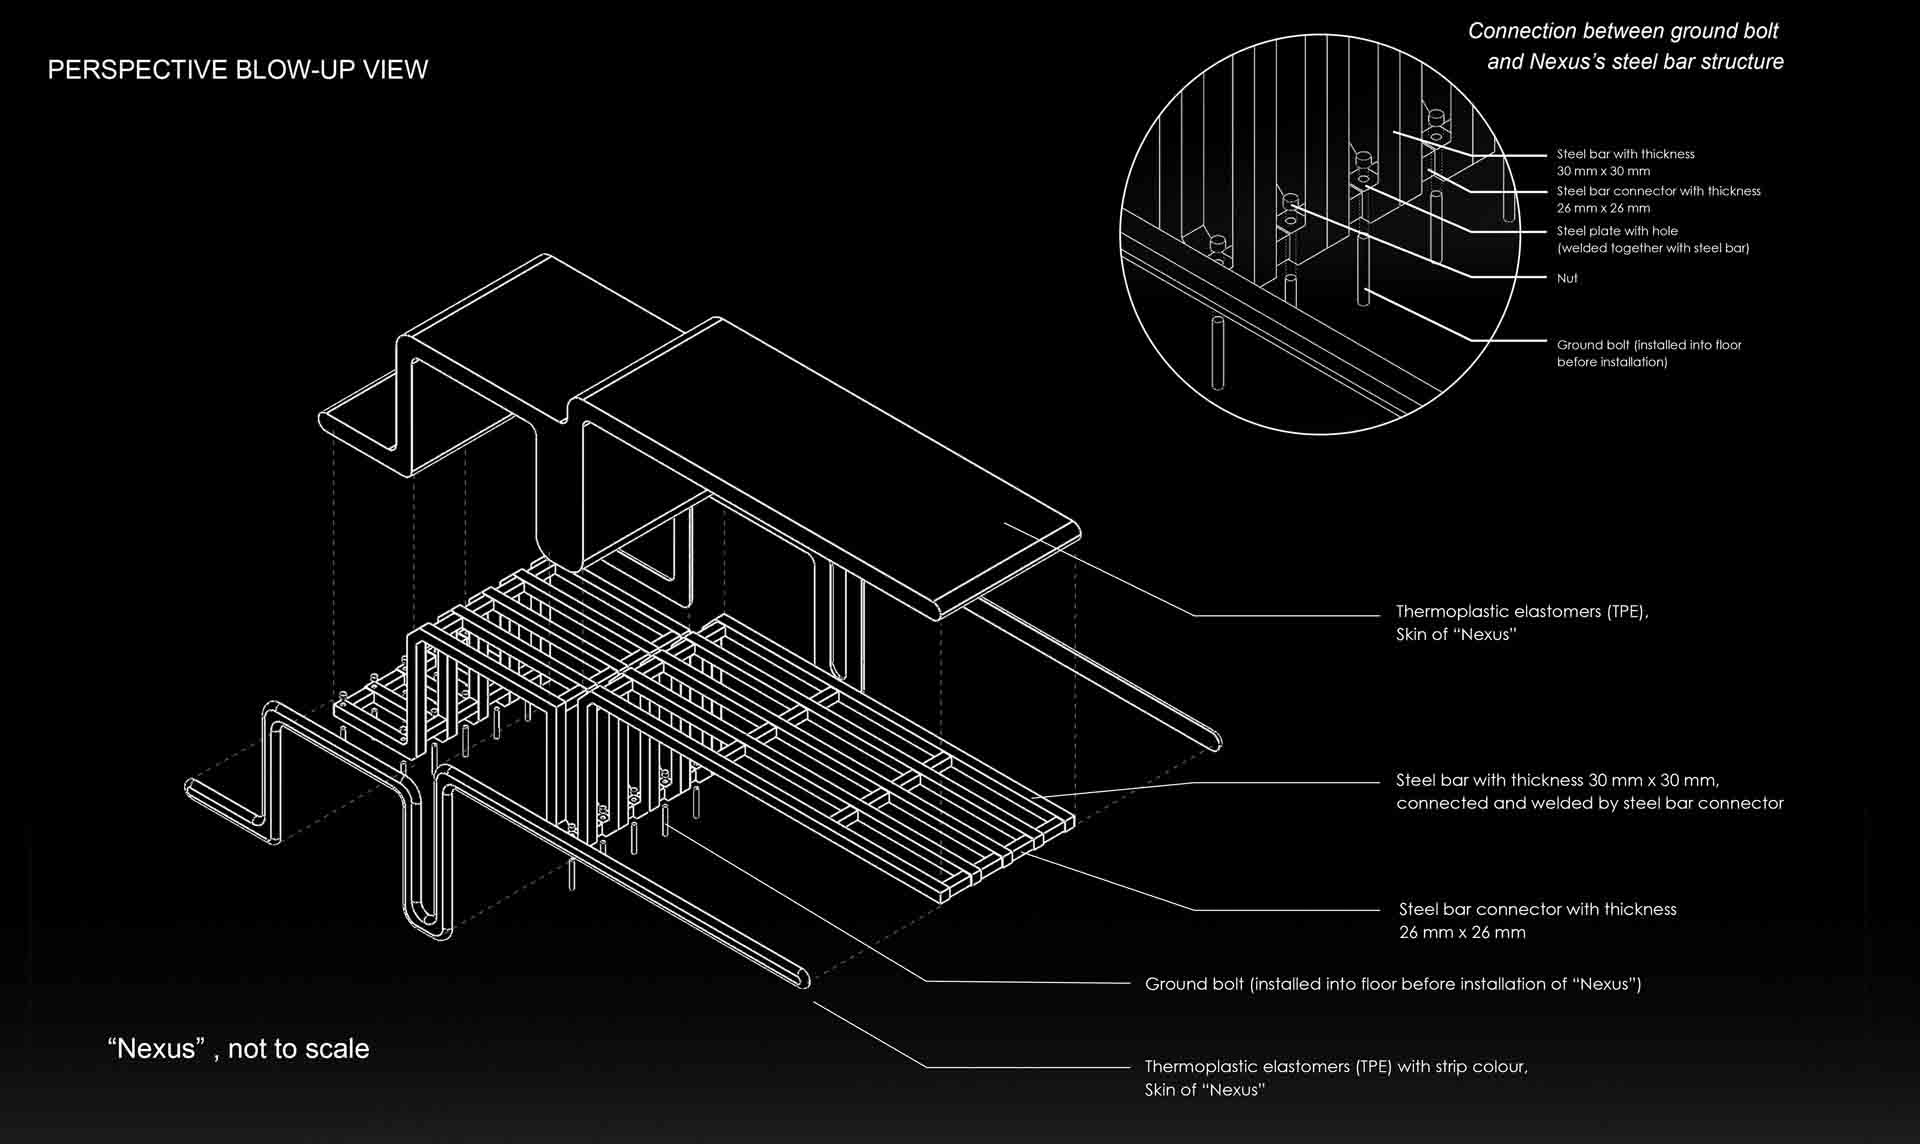 PERSPECTIVE BLOW-UP VIEW
Connection between ground bolt
and Nexus's steel bar structure
Steel bar with thickness
30 mm x 30 mm
Steel bar connector with thickness
26 mm x 26 mm
Steel plate with hole
(welded together with steel bar)
Nut
Ground bolt (installed into floor
before installation)
Thermoplastic elastomers (TPE),
Skin of “Nexus”
Steel bar with thickness 30 mm x 30 mm,
connected and welded by steel bar connector
Steel bar connector with thickness
26 mm x 26 mm
Ground bolt (installed into floor before installation of “Nexus”)
Thermoplastic elastomers (TPE) with strip colour,
Skin of “Nexus”
“Nexus” , not to scale